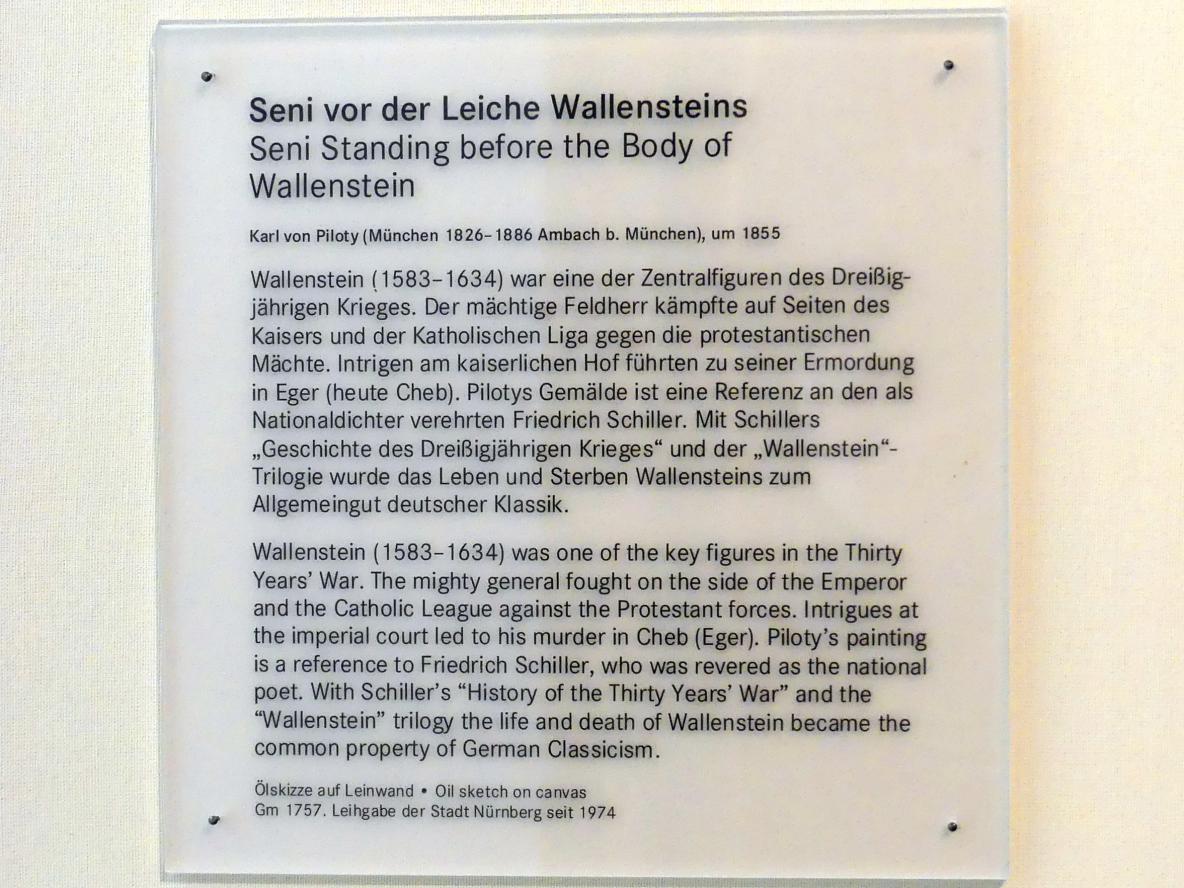 Seni vor der Leiche Wallensteins
Seni Standing before the Body of
Wallenstein
Karl von Piloty (München 1826–1886 Ambach b. München), um 1855
Wallenstein (1583–1634) war eine der Zentralfiguren des Dreißig-
jährigen Krieges. Der mächtige Feldherr kämpfte auf Seiten des
Kaisers und der Katholischen Liga gegen die protestantischen
Mächte. Intrigen am kaiserlichen Hof führten zu seiner Ermordung
in Eger (heute Cheb). Pilotys Gemälde ist eine Referenz an den als
Nationaldichter verehrten Friedrich Schiller. Mit Schillers
„Geschichte des Dreißigjährigen Krieges“ und der „Wallenstein“-
Trilogie wurde das Leben und Sterben Wallensteins zum
Allgemeingut deutscher Klassik.
Wallenstein (1583–1634) was one of the key figures in the Thirty
Years’ War. The mighty general fought on the side of the Emperor
and the Catholic League against the Protestant forces. Intrigues at
the imperial court led to his murder in Cheb (Eger). Piloty’s painting
is a reference to Friedrich Schiller, who was revered as the national
poet. With Schiller’s “History of the Thirty Years’ War” and the
“Wallenstein” trilogy the life and death of Wallenstein became the
common property of German Classicism.
Ölskizze auf Leinwand • Oil sketch on canvas
Gm 1757. Leihgabe der Stadt Nürnberg seit 1974